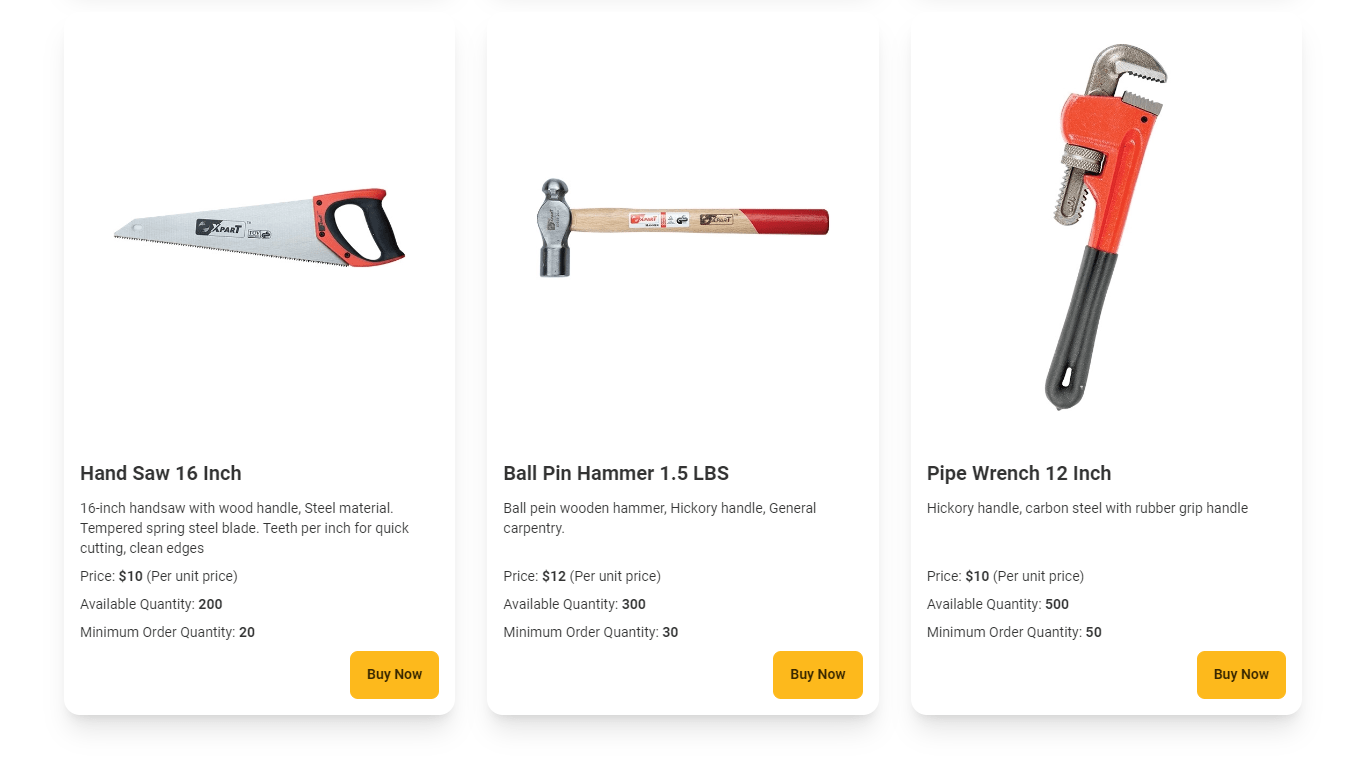 XPART
TM
XPART
XPART
TM
Hand Saw 16 Inch
16-inch handsaw with wood handle, Steel material.
Tempered spring steel blade. Teeth per inch for quick
cutting, clean edges
Price: $10 (Per unit price)
Available Quantity: 200
Minimum Order Quantity: 20
Buy Now
Ball Pin Hammer 1.5 LBS
Ball pein wooden hammer, Hickory handle, General
carpentry.
Price: $12 (Per unit price)
Available Quantity: 300
Minimum Order Quantity: 30
Buy Now
Pipe Wrench 12 Inch
Hickory handle, carbon steel with rubber grip handle
Price: $10 (Per unit price)
Available Quantity: 500
Minimum Order Quantity: 50
Buy Now